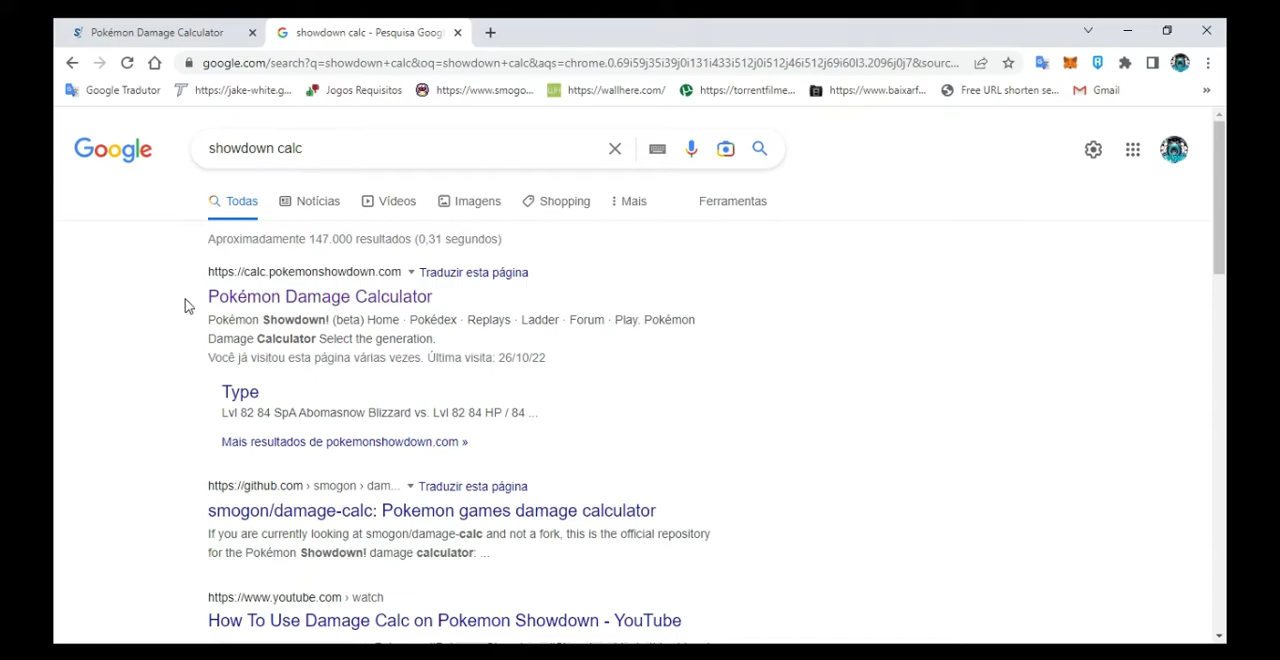 Pokémon Damage Calculator
showdown calc - Pesquisa Goog
google.com/search?q=showdown+calc&oq=showdown+calc&aqs=chrome.0.69i59j35i39j0i131i433i512j0i512j46i512j69i60l3.2096j0j7&sourc...
Google Tradutor https://jake-white.g... Jogos Requisitos https://www.smogo... https://wallhere.com/ https://torrentfilme... https://www.baixarf... Free URL shorten se... Gmail »
Google showdown calc
Todas Notícias Vídeos Imagens Shopping Mais Ferramentas
Aproximadamente 147.000 resultados (0,31 segundos)
https://calc.pokemonshowdown.com Traduzir esta página
Pokémon Damage Calculator
Pokémon Showdown! (beta) Home · Pokédex · Replays · Ladder · Forum · Play. Pokémon
Damage Calculator Select the generation.
Você já visitou esta página várias vezes. Última visita: 26/10/22
Type
Lvl 82 84 SpA Abomasnow Blizzard vs. Lvl 82 84 HP / 84 ...
Mais resultados de pokemonshowdown.com »
https://github.com › smogon › dam... Traduzir esta página
smogon/damage-calc: Pokemon games damage calculator
If you are currently looking at smogon/damage-calc and not a fork, this is the official repository
for the Pokémon Showdown! damage calculator: ...
https://www.youtube.com › watch
How To Use Damage Calc on Pokemon Showdown - YouTube